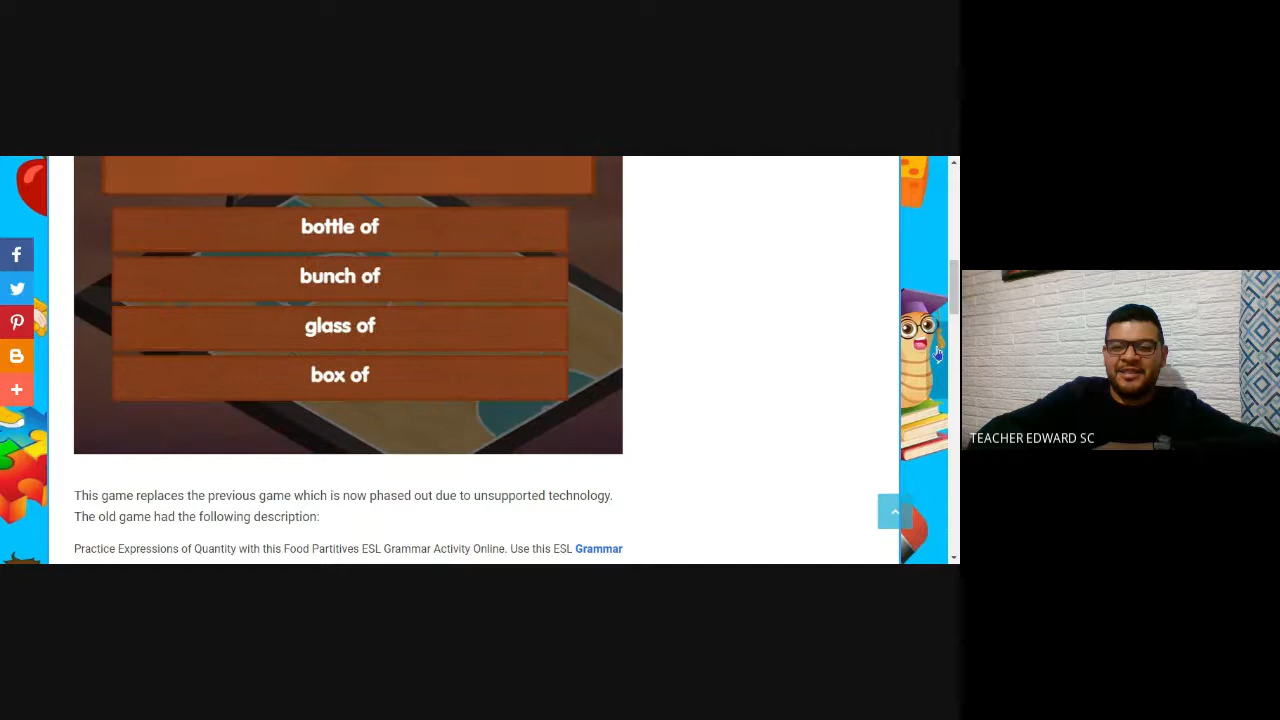 bottle of
bunch of
glass of
box of
This game replaces the previous game which is now phased out due to unsupported technology.
The old game had the following description:
Practice Expressions of Quantity with this Food Partitives ESL Grammar Activity Online. Use this ESL Grammar
TEACHER EDWARD SC